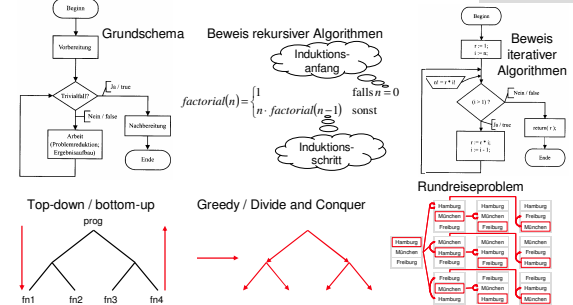 Beginn
Vorbereitung
Trivialfall?
Ja / true
Nein / false
Arbeit
(Problemreduktion;
Ergebnisaufbau)
Nachbereitung
Ende
Grundschema
Beweis rekursiver Algorithmen
Induktions-
anfang
factorial(n) = {1 falls n = 0
n · factorial(n−1) sonst
Induktions-
schritt
Beweis
iterativer
Algorithmen
Beginn
r := 1;
i := n;
n! = r * i!
(i > 1) ?
Nein / false
Ja / true
r := r * i;
i := i - 1;
return( r );
Ende
Top-down / bottom-up
prog
fn1 fn2 fn3 fn4
Greedy / Divide and Conquer
Rundreiseproblem
Hamburg
München
Freiburg
Hamburg Hamburg Hamburg
München München München
Freiburg Freiburg Freiburg
Hamburg Hamburg Freiburg
München München München
Freiburg Freiburg Hamburg
Hamburg Freiburg Hamburg
Freiburg München Freiburg
München Hamburg München
Freiburg Freiburg Freiburg
München München Hamburg
Hamburg Hamburg München